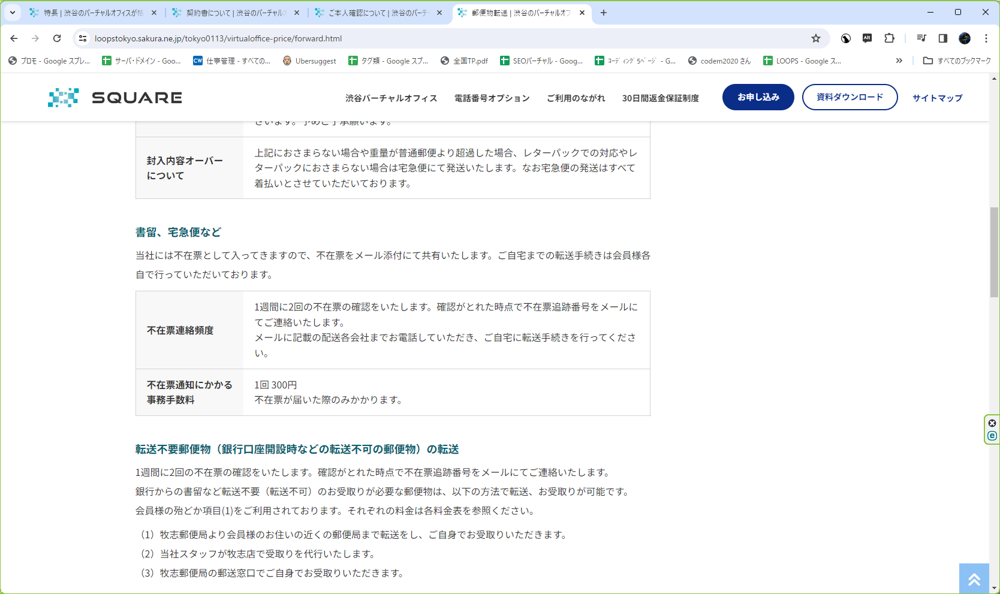 特長 | 渋谷のバーチャルオフィスが格
契約書について | 渋谷のバーチャルオ
ご本人確認について | 渋谷のバーチ
郵便物転送 | 渋谷のバーチャルオフ
loopstokyo.sakura.ne.jp/tokyo0113/virtualoffice-price/forward.html
プロモ - Google スプレ...
サーバ・ドメイン - Goo...
CW
仕事管理 - すべての...
Ubersuggest
タグ類 - Google スプ...
全国TP.pdf
SEOバーチャル - Goog...
ｺｰﾃﾞｨﾝｸﾞ 5ﾍﾟｰｼﾞ - G...
codem2020 さん
LOOPS - Google ス...
すべてのブックマーク
SQUARE
渋谷バーチャルオフィス
電話番号オプション
ご利用のながれ
30日間返金保証制度
お申し込み
資料ダウンロード
サイトマップ
ざいます。予めご了承願います。
封入内容オーバー
について
上記におさまらない場合や重量が普通郵便より超過した場合、レターパックでの対応やレ
ターパックにおさまらない場合は宅急便にて発送いたします。なお宅急便の発送はすべて
着払いとさせていただいております。
書留、宅急便など
当社には不在票として入ってきますので、不在票をメール添付にて共有いたします。ご自宅までの転送手続きは会員様各
自で行っていただいております。
不在票連絡頻度
1週間に2回の不在票の確認をいたします。確認がとれた時点で不在票追跡番号をメールに
てご連絡いたします。
メールに記載の配送各会社までお電話していただき、ご自宅に転送手続きを行ってくださ
い。
不在票通知にかかる
事務手数料
1回 300円
不在票が届いた際のみかかります。
転送不要郵便物（銀行口座開設時などの転送不可の郵便物）の転送
1週間に2回の不在票の確認をいたします。確認がとれた時点で不在票追跡番号をメールにてご連絡いたします。
銀行からの書留など転送不要（転送不可）のお受取りが必要な郵便物は、以下の方法で転送、お受取りが可能です。
会員様の殆どか項目(1)をご利用されております。それぞれの料金は各料金表を参照ください。
（1）牧志郵便局より会員様のお住いの近くの郵便局まで転送をし、ご自身でお受取りいただきます。
（2）当社スタッフが牧志店で受取りを代行いたします。
（3）牧志郵便局の郵送窓口でご自身でお受取りいただきます。